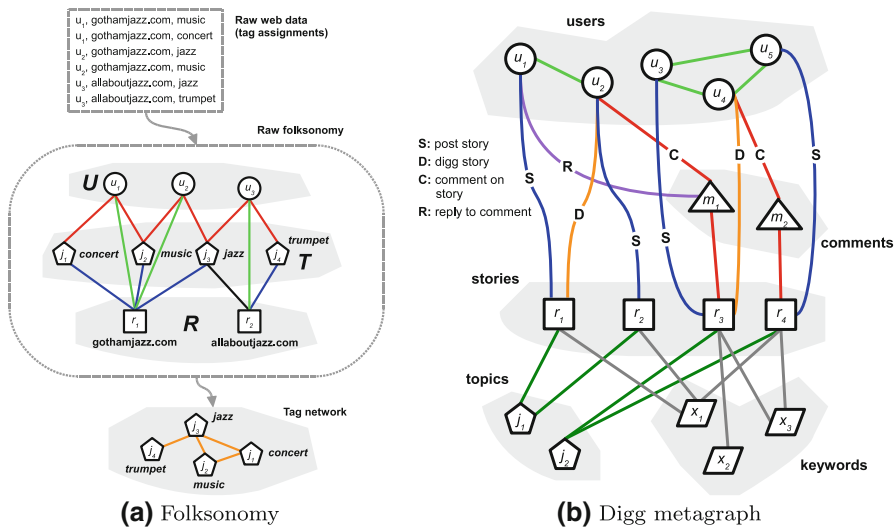 Raw web data
(tag assignments)
u1, gothamjazz.com, music
u1, gothamjazz.com, concert
u2, gothamjazz.com, jazz
u2, gothamjazz.com, music
u3, allaboutjazz.com, jazz
u3, allaboutjazz.com, trumpet
Raw folksonomy
U
u1
u2
u3
j1
concert
j2
music
j3
jazz
j4
trumpet
T
r1
R
r2
gothamjazz.com
allaboutjazz.com
Tag network
jazz
j3
j4
j2
j1
concert
trumpet
music
(a) Folksonomy
users
u1
u2
u3
u4
u5
S: post story
D: digg story
C: comment on
story
R: reply to comment
S
R
D
C
S
S
D
C
S
m1
m2
comments
stories
r1
r2
r3
r4
topics
j1
j2
x1
x2
x3
keywords
(b) Digg metagraph